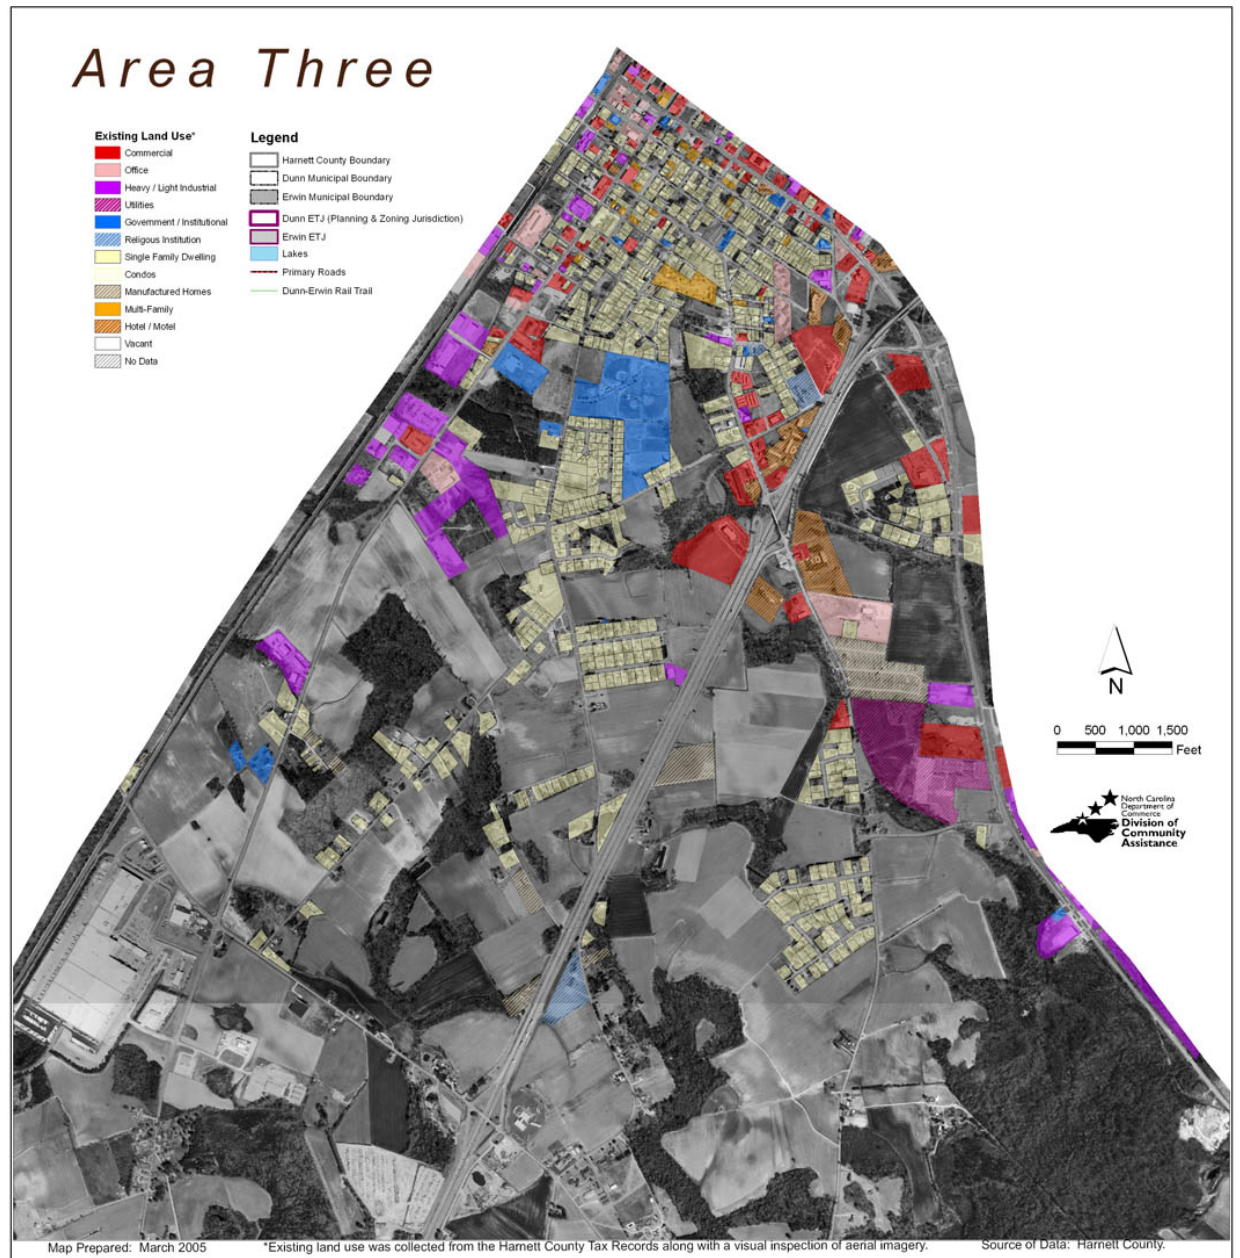 Area Three
Existing Land Use*
Commercial
Office
Heavy / Light Industrial
Utilities
Government / Institutional
Religous Institution
Single Family Dwelling
Condos
Manufactured Homes
Multi-Family
Hotel / Motel
Vacant
No Data
Legend
Harnett County Boundary
Dunn Municipal Boundary
Erwin Municipal Boundary
Dunn ETJ (Planning & Zoning Jurisdiction)
Erwin ETJ
Lakes
Primary Roads
Dunn-Erwin Rail Trail
N
0 500 1,000 1,500
Feet
North Carolina
Department of
Commerce
Division of
Community
Assistance
Map Prepared: March 2005 *Existing land use was collected from the Harnett County Tax Records along with a visual inspection of aerial imagery. Source of Data: Harnett County.